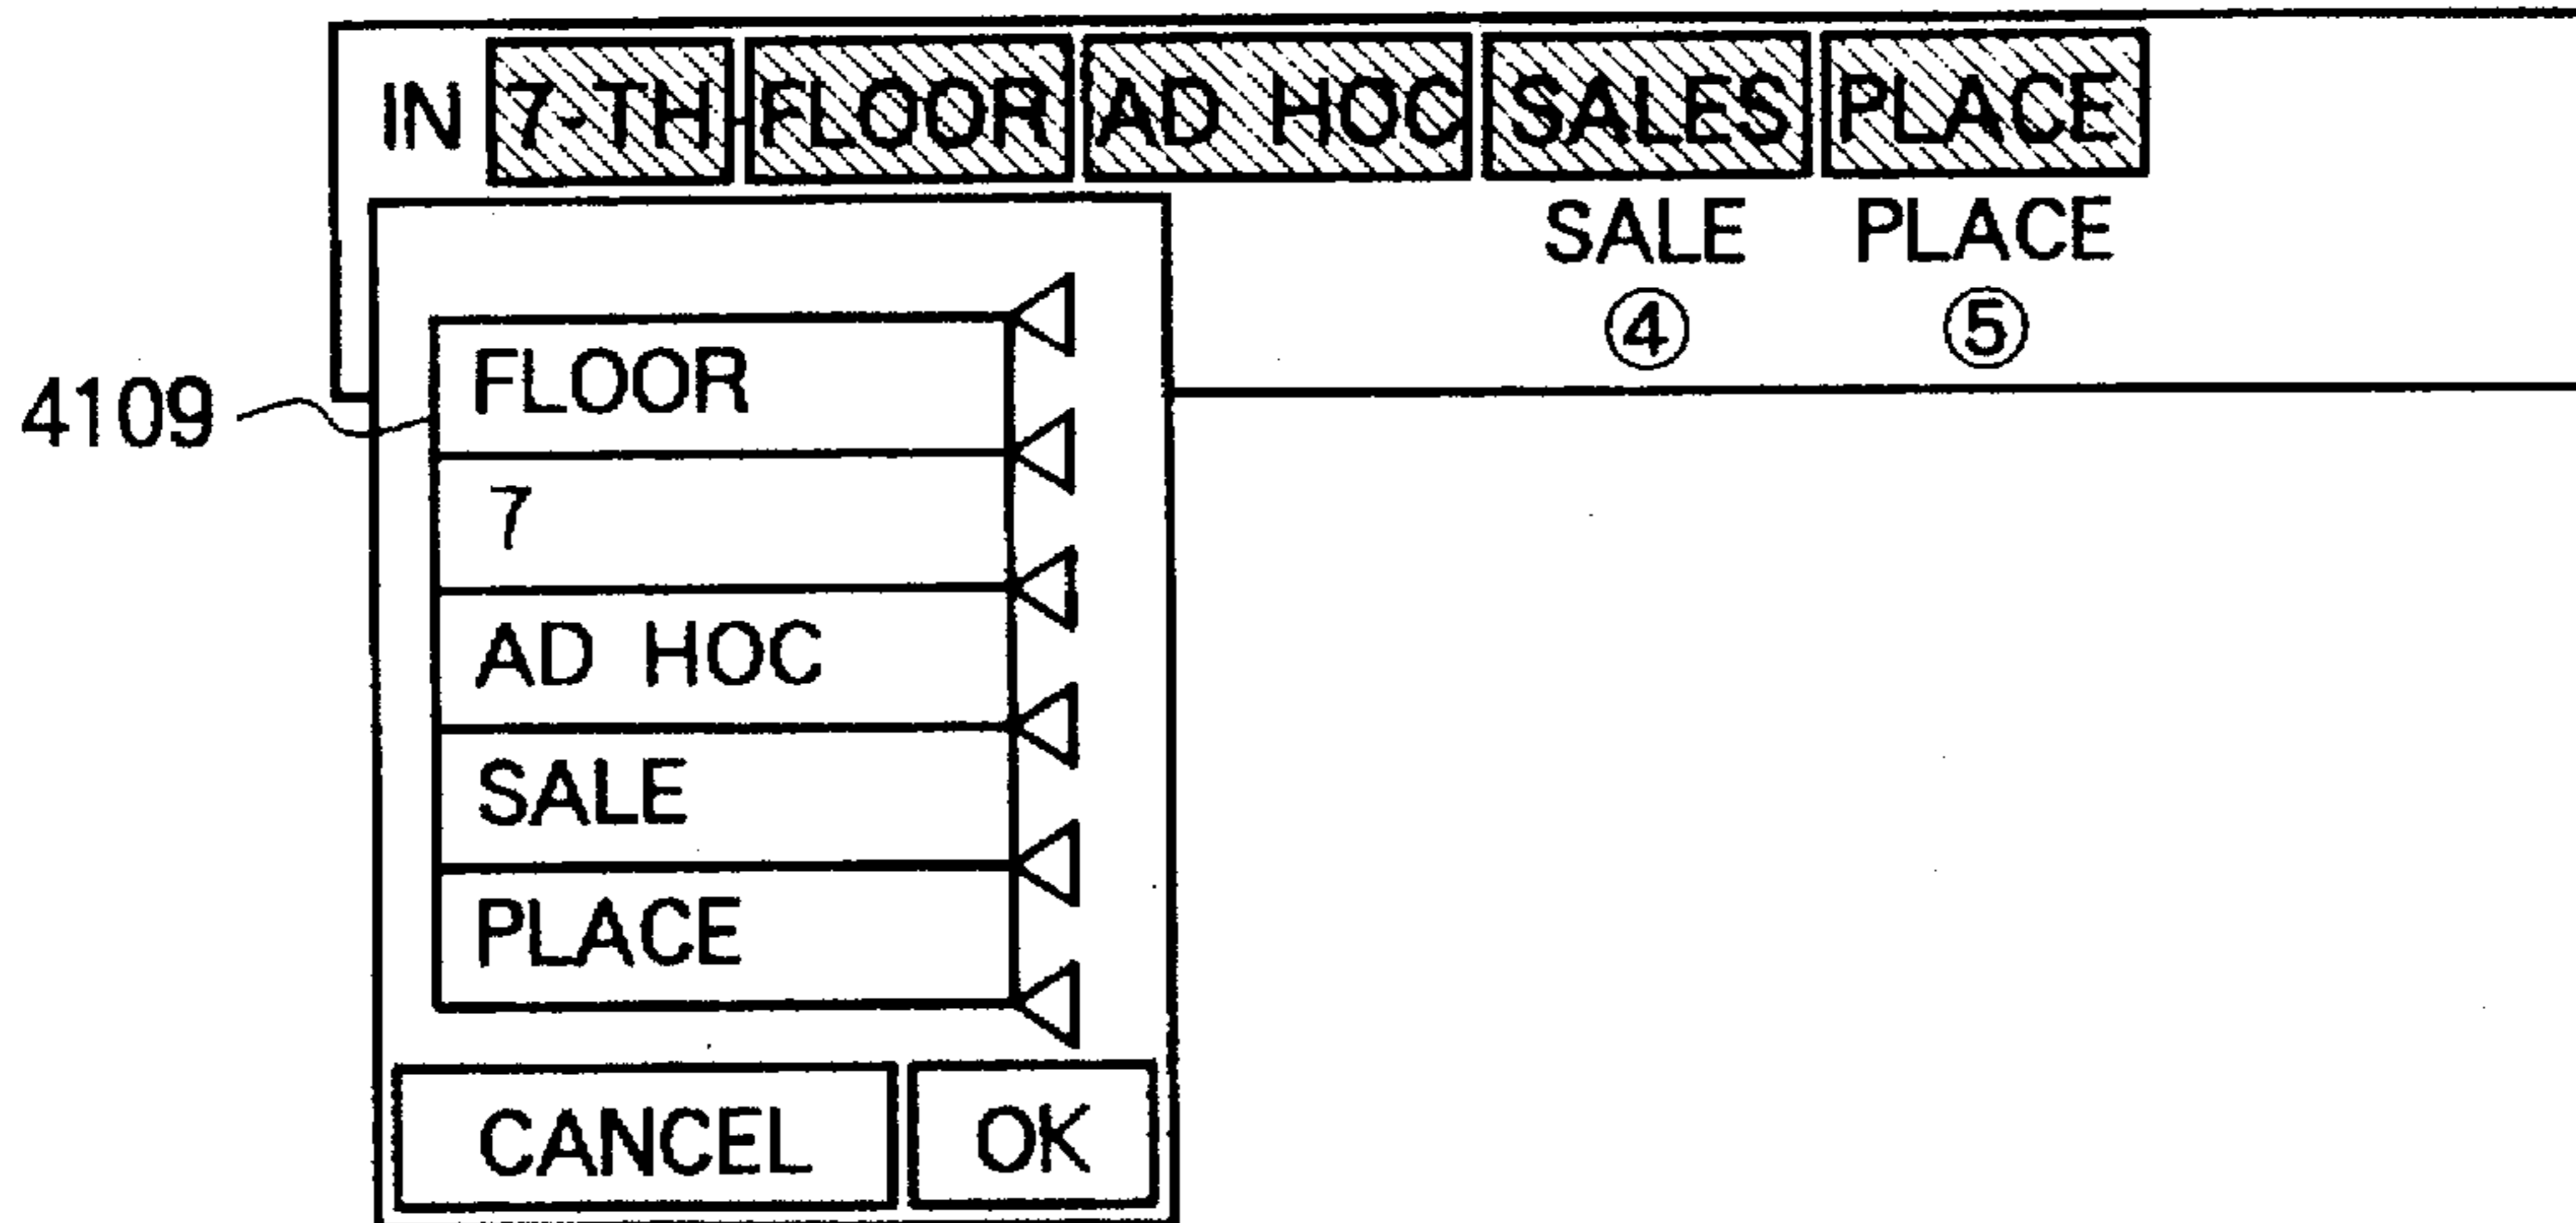 IN 7-TH FLOOR AD HOC SALES PLACE
SALE PLACE
④ ⑤
4109
FLOOR
7
AD HOC
SALE
PLACE
CANCEL OK